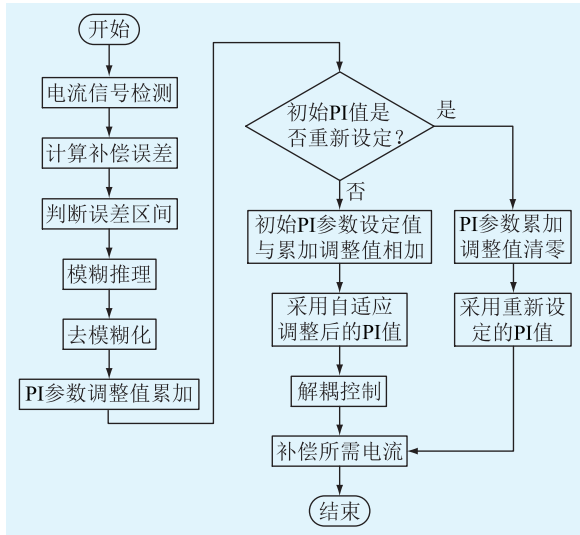 开始
电流信号检测
计算补偿误差
判断误差区间
模糊推理
去模糊化
PI参数调整值累加
初始PI值是
否重新设定？
是
否
初始PI参数设定值
与累加调整值相加
采用自适应
调整后的PI值
解耦控制
PI参数累加
调整值清零
采用重新设
定的PI值
补偿所需电流
结束